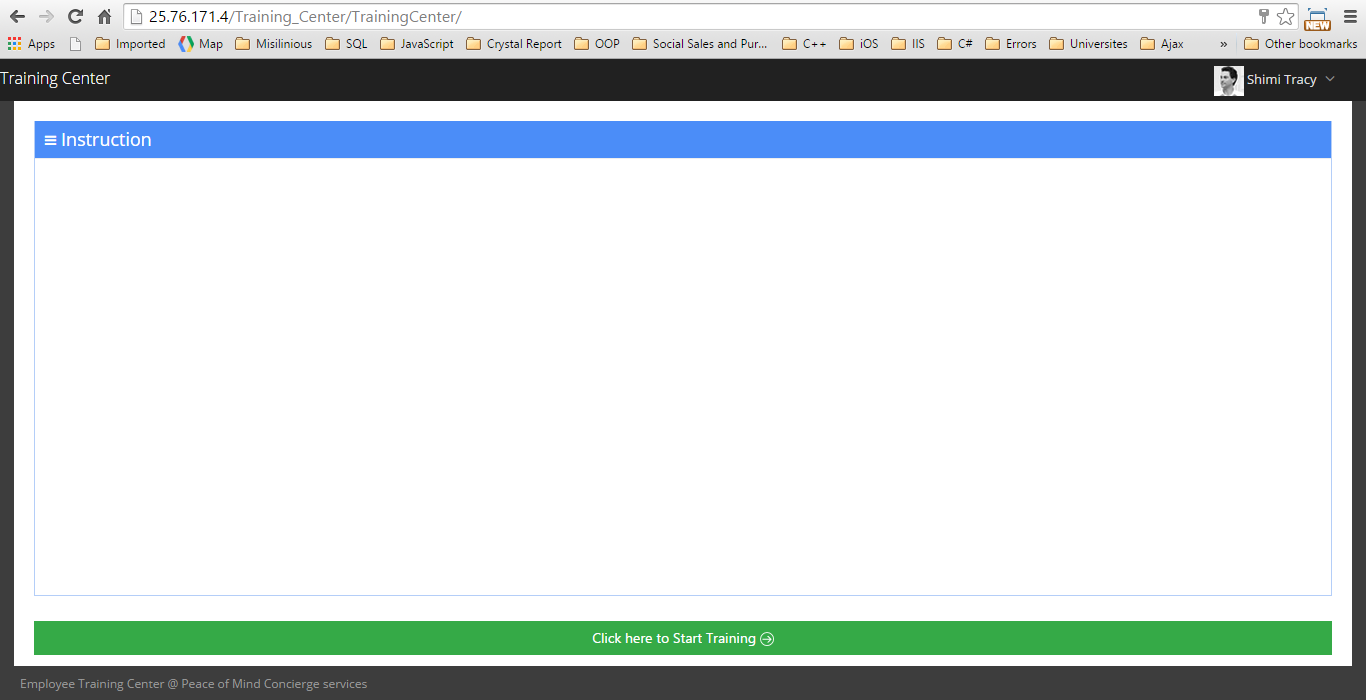 25.76.171.4/Training_Center/TrainingCenter/
NEW
Apps Imported Map Misilinious SQL JavaScript Crystal Report OOP Social Sales and Pur... C++ iOS IIS C# Errors Universites Ajax » Other bookmarks
Training Center Shimi Tracy
Instruction
Click here to Start Training
Employee Training Center @ Peace of Mind Concierge services